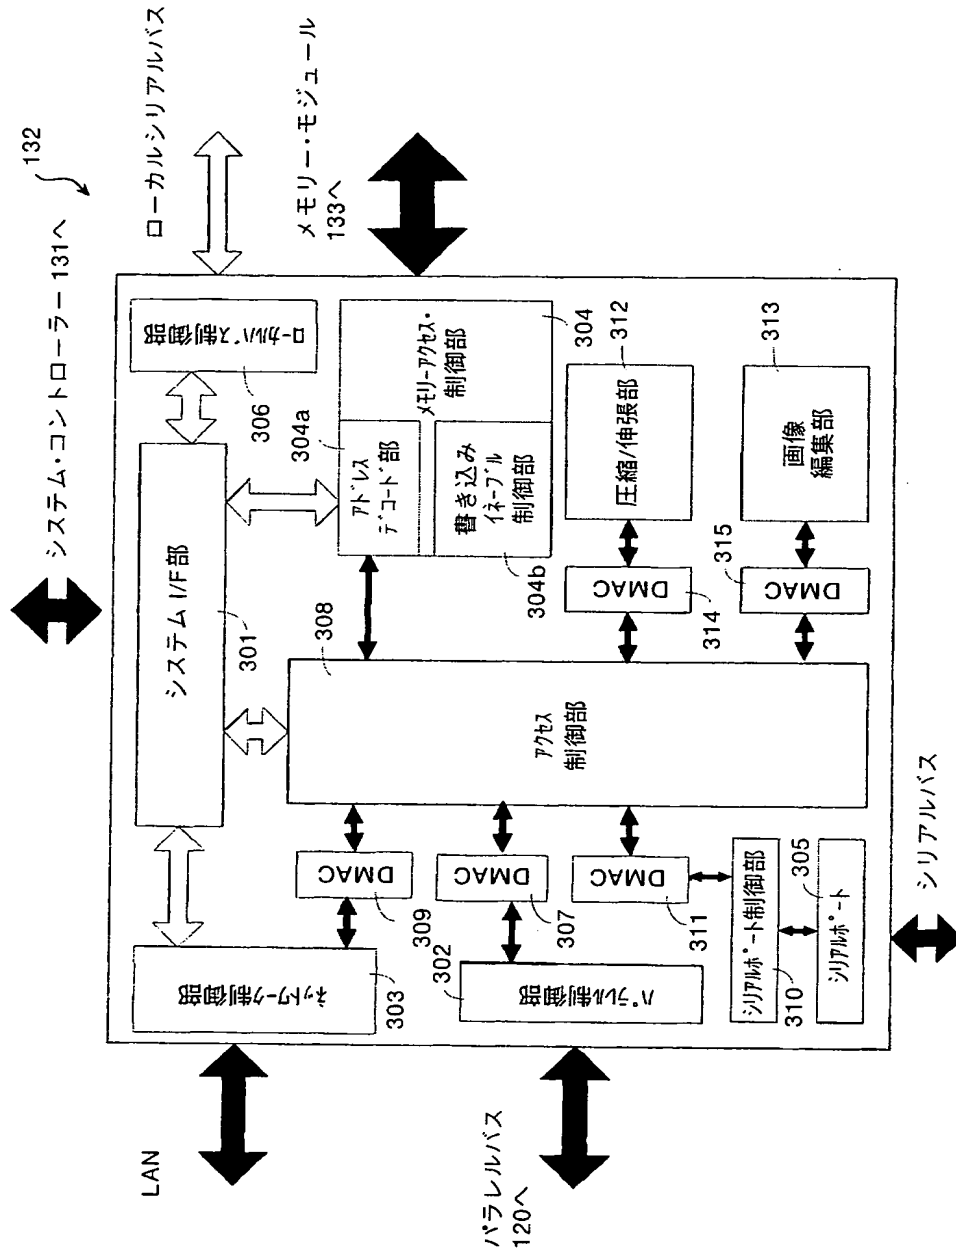 132
システム・コントローラー 131へ
ローカルシリアルバス
メモリー・モジュール
133へ
LAN
パラレルバス
120へ
シリアルバス
システム I/F部
301
ローカルバス制御部
306
ネットワーク制御部
303
DMAC
309
パラレル制御部
302
DMAC
307
DMAC
311
シリアルポート制御部
310
シリアルポート
305
アクセス
制御部
308
アドレス
デコード部
304a
メモリーアクセス・
制御部
304
書き込み
イネーブル
制御部
304b
DMAC
314
圧縮/伸張部
312
DMAC
315
画像
編集部
313